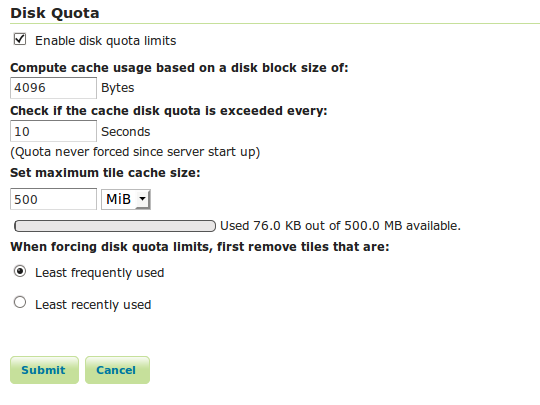 Disk Quota
Enable disk quota limits
Compute cache usage based on a disk block size of:
4096 Bytes
Check if the cache disk quota is exceeded every:
10 Seconds
(Quota never forced since server start up)
Set maximum tile cache size:
500 MiB
Used 76.0 KB out of 500.0 MB available.
When forcing disk quota limits, first remove tiles that are:
Least frequently used
Least recently used
Submit Cancel